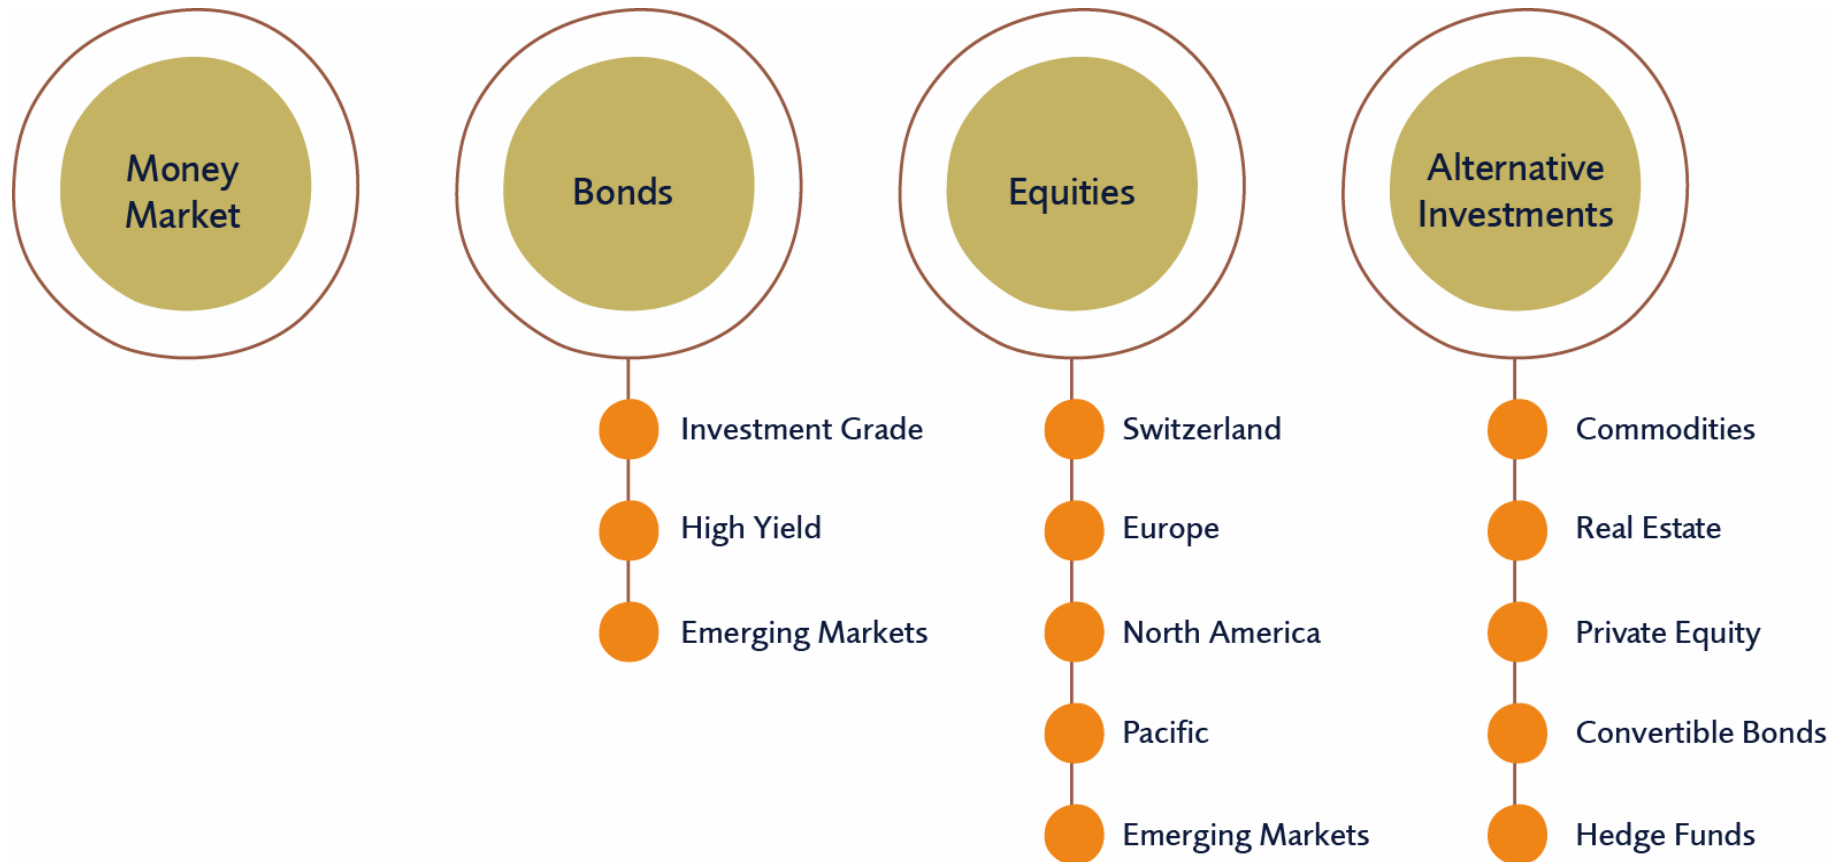 Money
Market
Bonds
Investment Grade
High Yield
Emerging Markets
Equities
Switzerland
Europe
North America
Pacific
Emerging Markets
Alternative
Investments
Commodities
Real Estate
Private Equity
Convertible Bonds
Hedge Funds